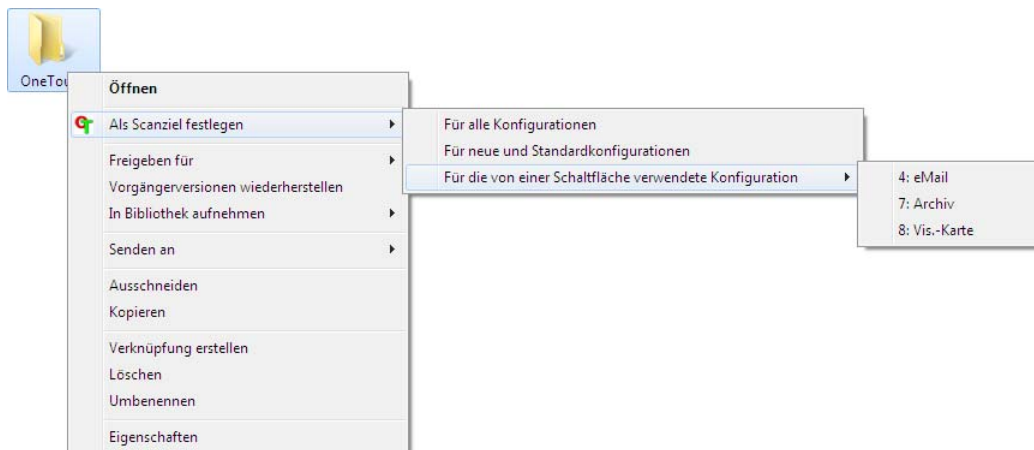 OneTou
Öffnen
Als Scanziel festlegen
Freigeben für
Vorgängerversionen wiederherstellen
In Bibliothek aufnehmen
Senden an
Ausschneiden
Kopieren
Verknüpfung erstellen
Löschen
Umbenennen
Eigenschaften
Für alle Konfigurationen
Für neue und Standardkonfigurationen
Für die von einer Schaltfläche verwendete Konfiguration
4: eMail
7: Archiv
8: Vis.-Karte